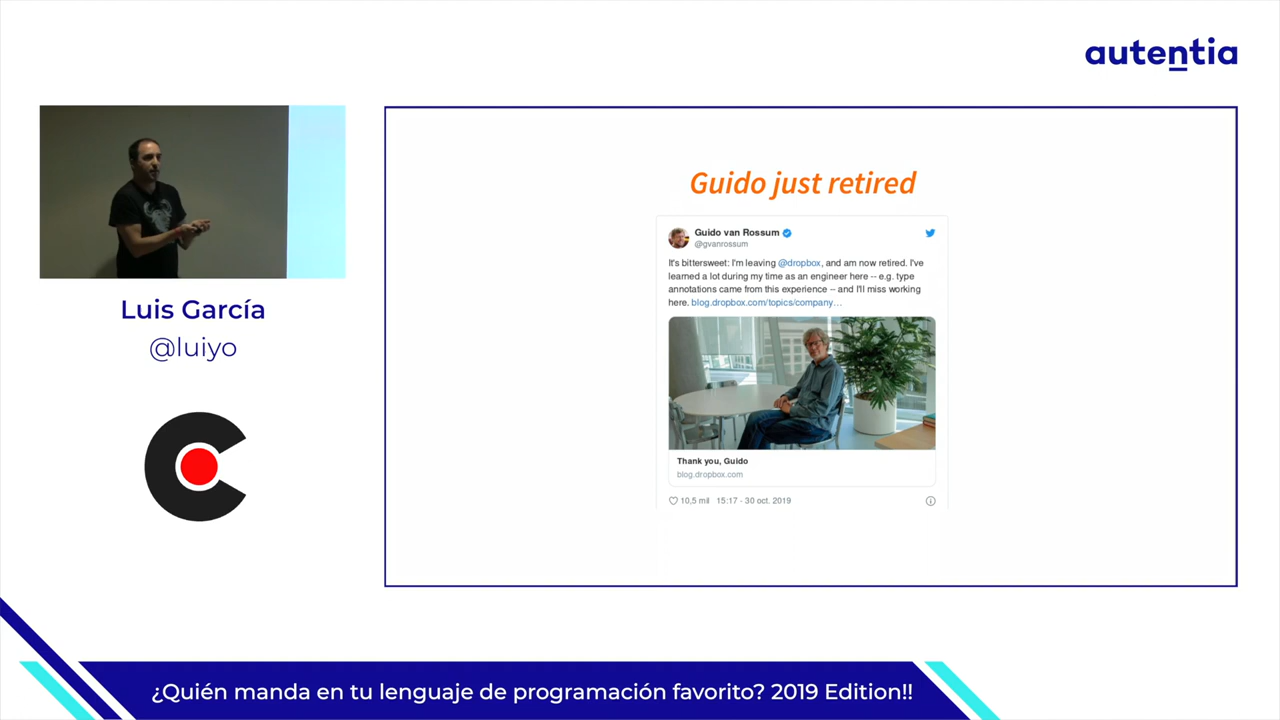 autentia
Luis García
@luiyo
Guido just retired
Guido van Rossum
@gvanrossum
It's bittersweet: I'm leaving @dropbox, and am now retired. I've
learned a lot during my time as an engineer here -- e.g. type
annotations came from this experience -- and I'll miss working
here. blog.dropbox.com/topics/company…
Thank you, Guido
blog.dropbox.com
10,5 mil 15:17 - 30 oct. 2019
¿Quién manda en tu lenguaje de programación favorito? 2019 Edition!!